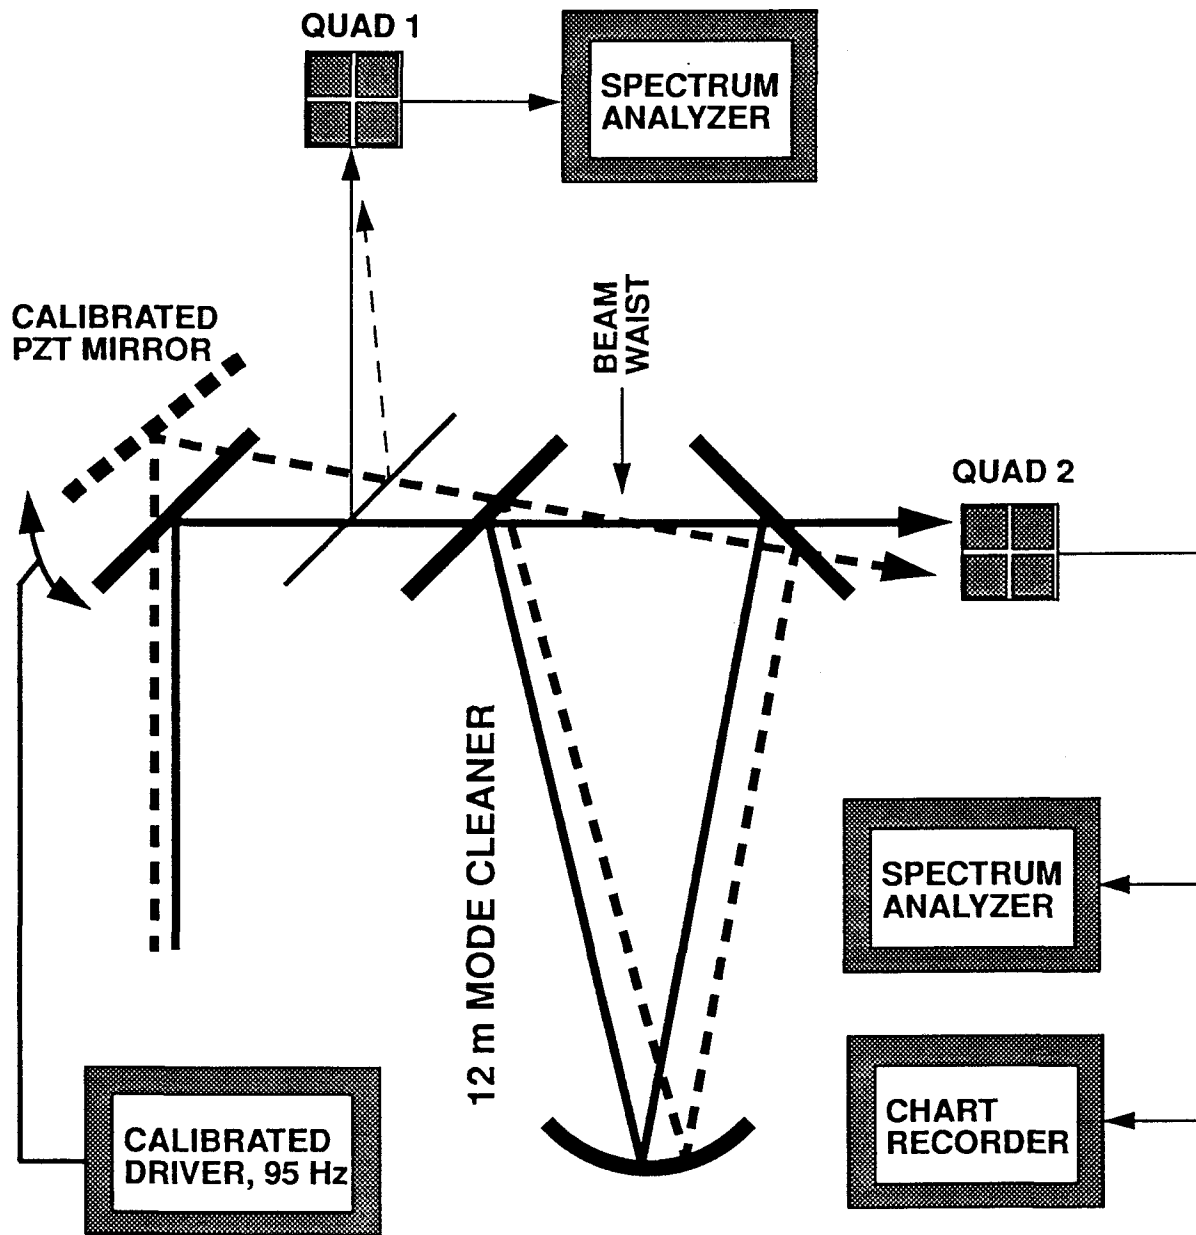 QUAD 1
SPECTRUM
ANALYZER
CALIBRATED
PZT MIRROR
BEAM
WAIST
QUAD 2
12 m MODE CLEANER
SPECTRUM
ANALYZER
CHART
RECORDER
CALIBRATED
DRIVER, 95 Hz